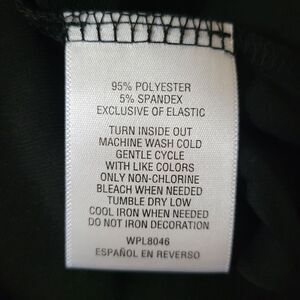 95% POLYESTER
5% SPANDEX
EXCLUSIVE OF ELASTIC
TURN INSIDE OUT
MACHINE WASH COLD
GENTLE CYCLE
WITH LIKE COLORS
ONLY NON-CHLORINE
BLEACH WHEN NEEDED
TUMBLE DRY LOW
COOL IRON WHEN NEEDED
DO NOT IRON DECORATION
WPL8046
ESPAÑOL EN REVERSO